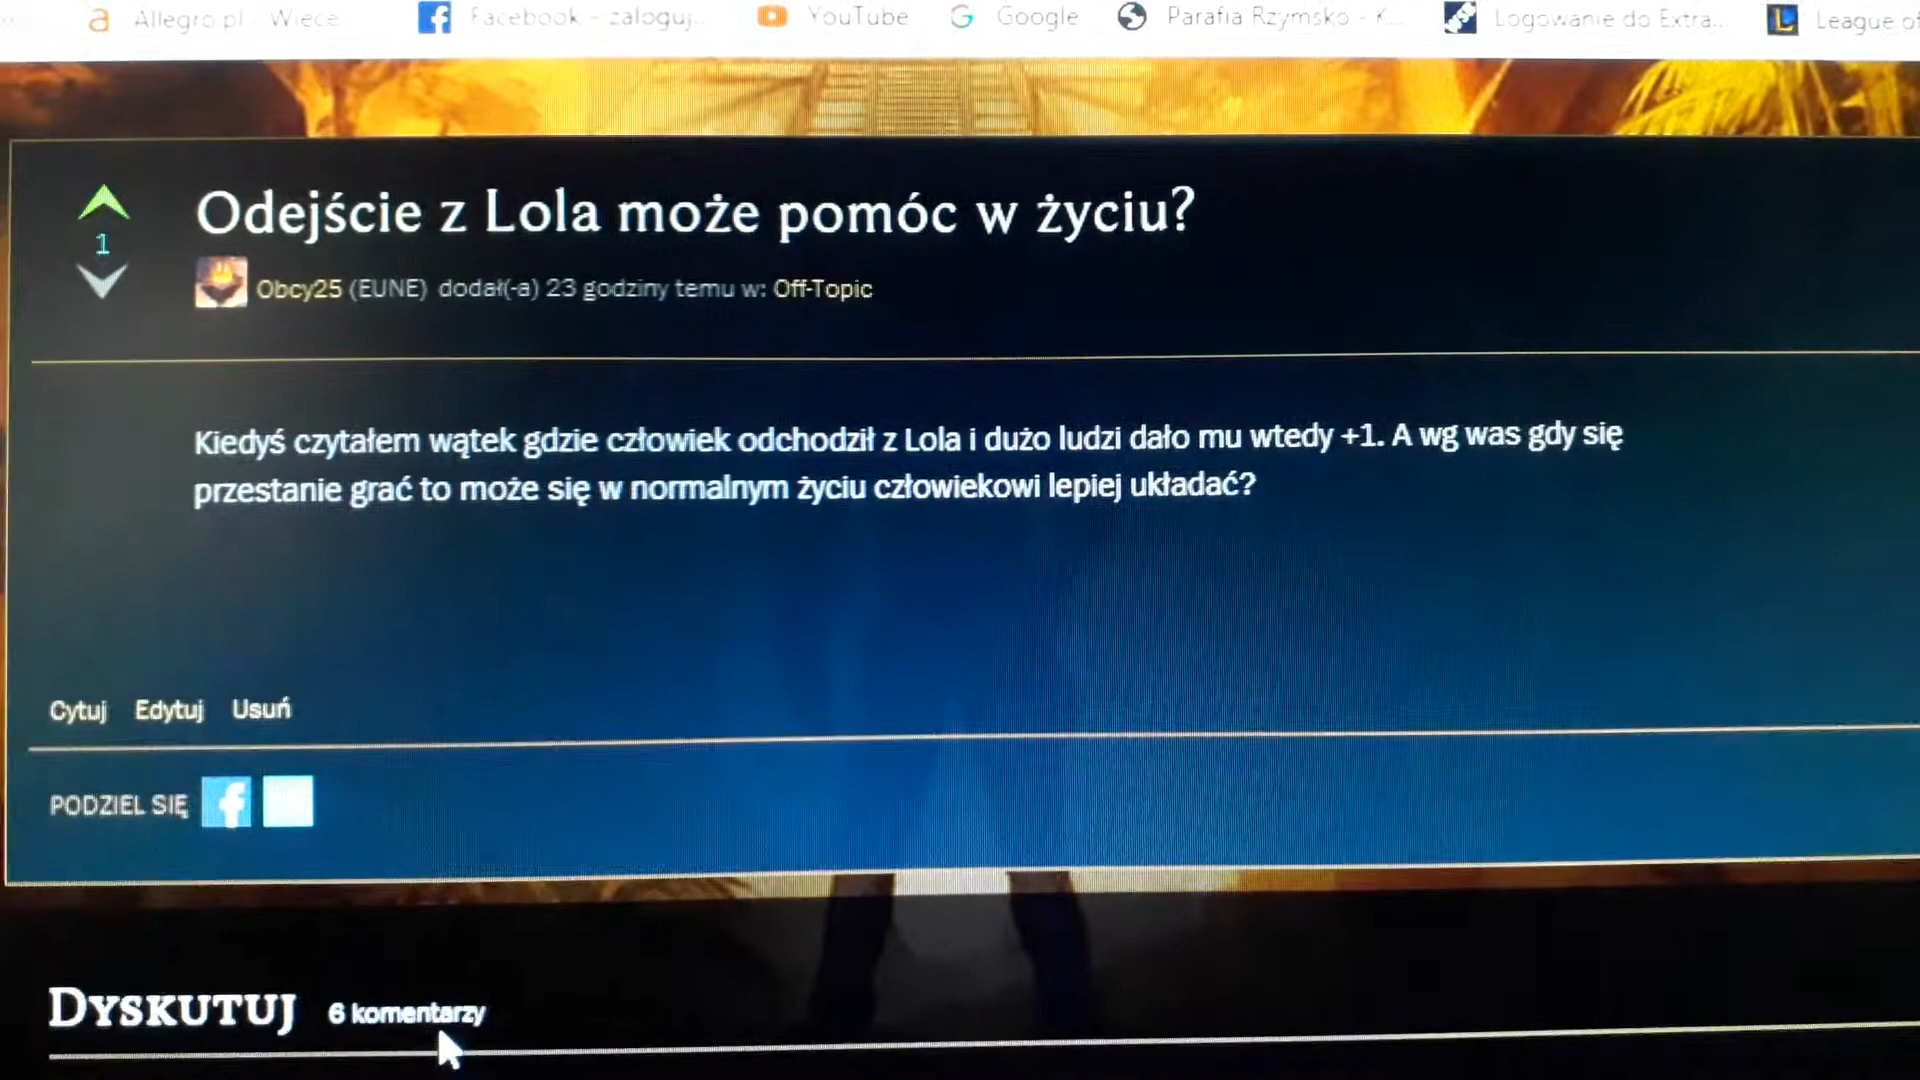 Allegro.pl - Więce
Facebook - zaloguj...
YouTube
Google
Parafia Rzymsko - K...
Logowanie do Extra...
League of
Odejście z Lola może pomóc w życiu?
1
Obcy25 (EUNE) dodał(-a) 23 godziny temu w: Off-Topic
Kiedyś czytałem wątek gdzie człowiek odchodził z Lola i dużo ludzi dało mu wtedy +1. A wg was gdy się
przestanie grać to może się w normalnym życiu człowiekowi lepiej układać?
Cytuj Edytuj Usuń
PODZIEL SIĘ
DYSKUTUJ 6 komentarzy